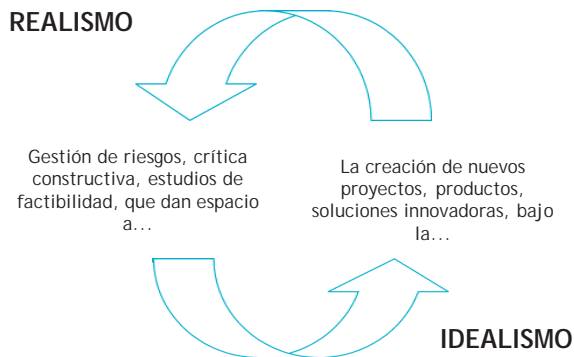 REALISMO
Gestión de riesgos, crítica
constructiva, estudios de
factibilidad, que dan espacio
a...
La creación de nuevos
proyectos, productos,
soluciones innovadoras, bajo
la...
IDEALISMO